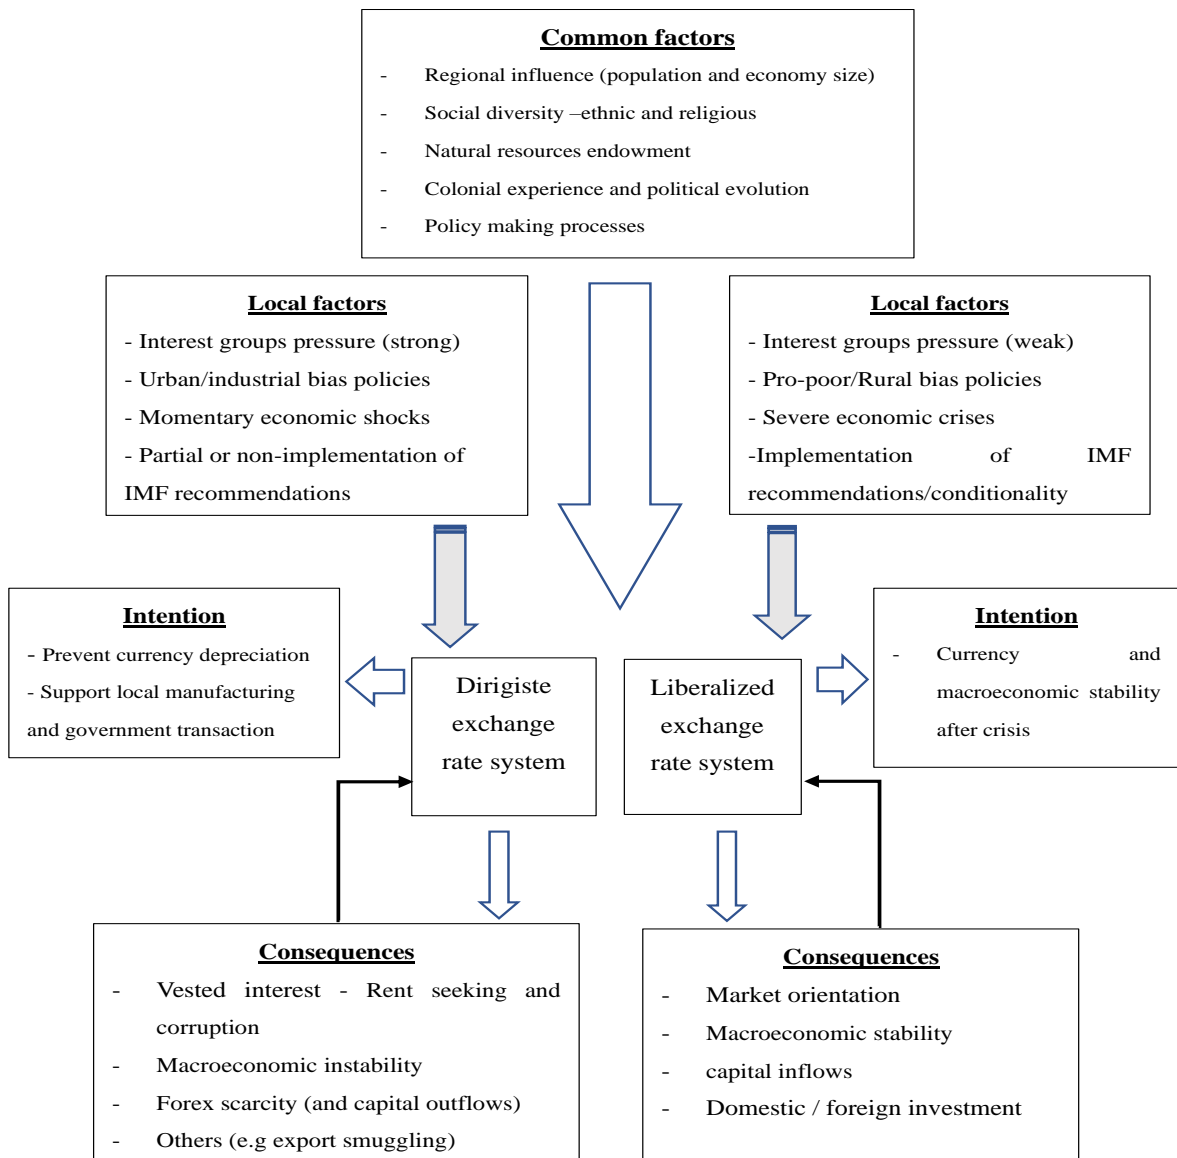 Common factors
- Regional influence (population and economy size)
- Social diversity –ethnic and religious
- Natural resources endowment
- Colonial experience and political evolution
- Policy making processes
Local factors
- Interest groups pressure (strong)
- Urban/industrial bias policies
- Momentary economic shocks
- Partial or non-implementation of
IMF recommendations
Local factors
- Interest groups pressure (weak)
- Pro-poor/Rural bias policies
- Severe economic crises
-Implementation of IMF
recommendations/conditionality
Intention
- Prevent currency depreciation
- Support local manufacturing
and government transaction
Dirigiste
exchange
rate system
Liberalized
exchange
rate system
Intention
- Currency and
macroeconomic stability
after crisis
Consequences
- Vested interest - Rent seeking and
corruption
- Macroeconomic instability
- Forex scarcity (and capital outflows)
- Others (e.g export smuggling)
Consequences
- Market orientation
- Macroeconomic stability
- capital inflows
- Domestic / foreign investment